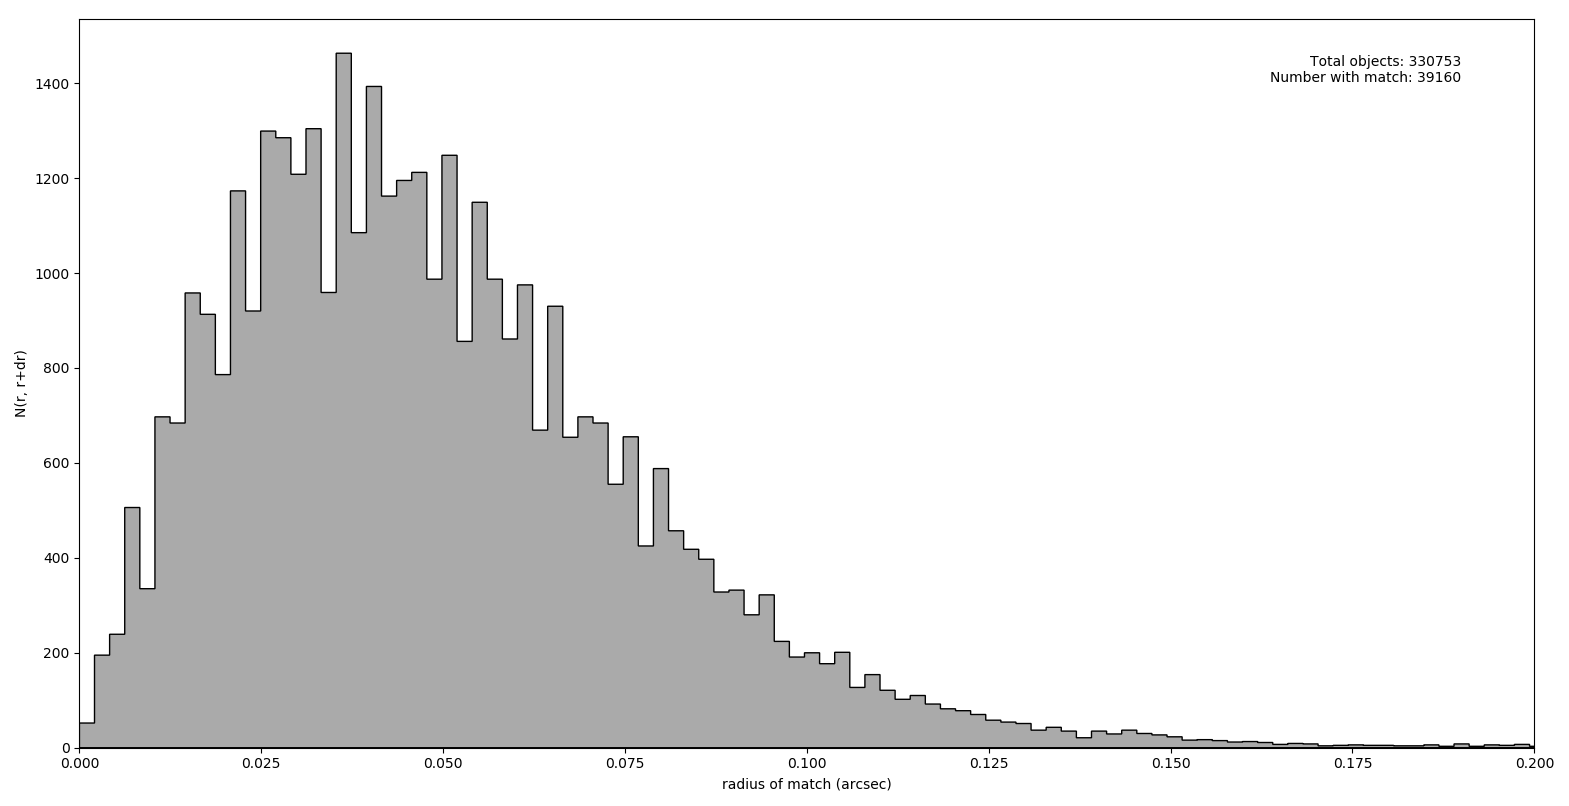 Total objects: 330753
Number with match: 39160
1400
1200
1000
800
600
400
200
0
N(r, r+dr)
0.000 0.025 0.050 0.075 0.100 0.125 0.150 0.175 0.200
radius of match (arcsec)